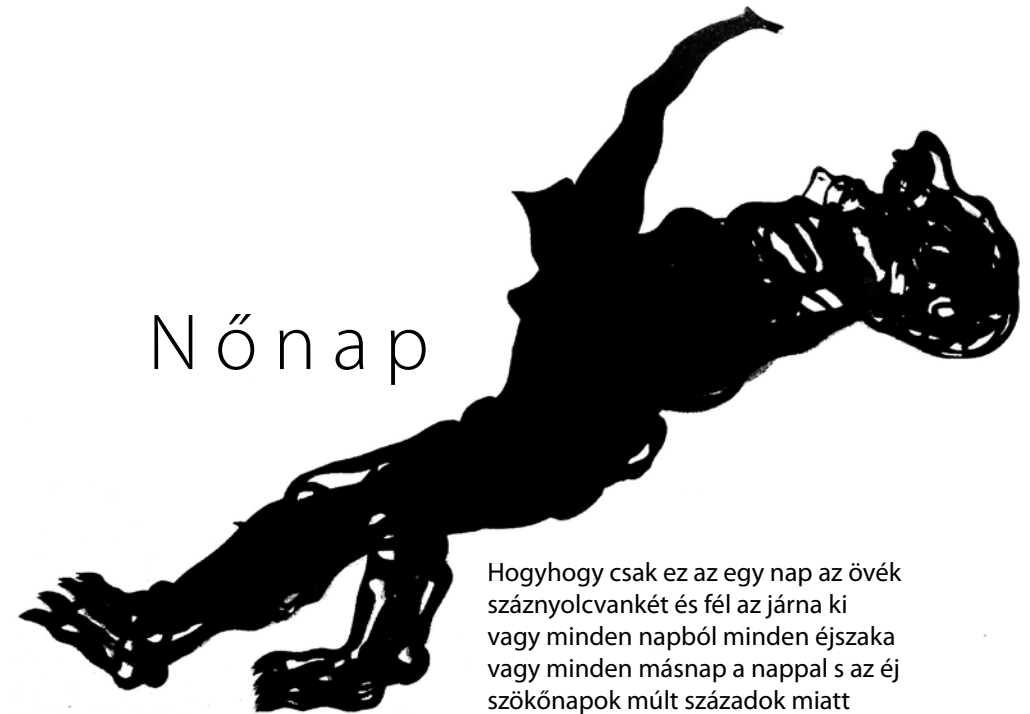 Nőnap
Hogyhogy csak ez az egy nap az övék
száznyolcvankét és fél az járna ki
vagy minden napból minden éjszaka
vagy minden másnap a nappal s az éj
szökőnapok múlt századok miatt